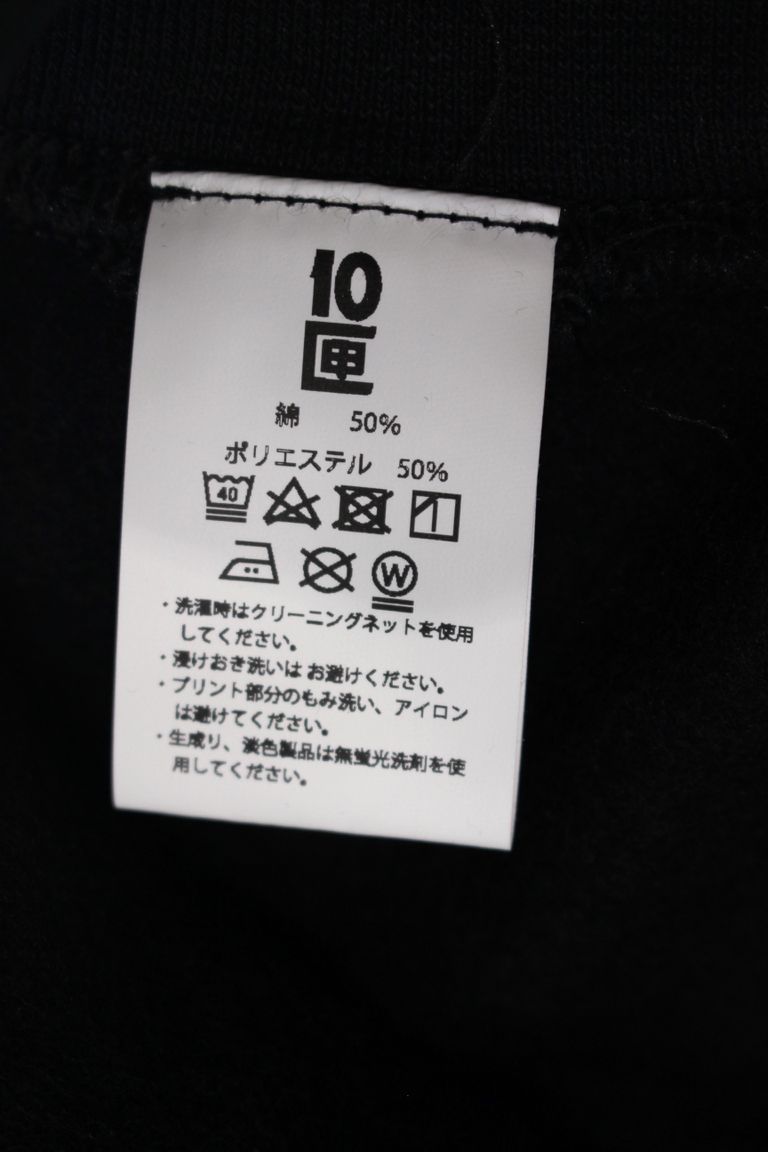 10
匣
綿 50%
ポリエステル 50%
40
W
・洗濯時はクリーニングネットを使用
してください。
・浸けおき洗いは お避けください。
・プリント部分のもみ洗い、アイロン
は避けてください。
・生成り、淡色製品は無蛍光洗剤を使
用してください。